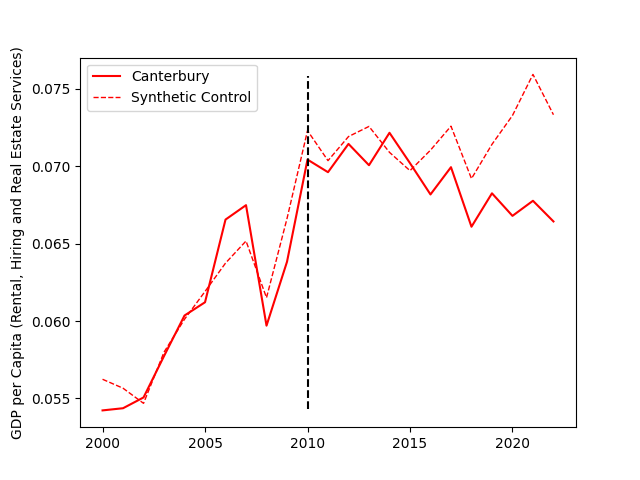 GDP per Capita (Rental, Hiring and Real Estate Services)
Canterbury
Synthetic Control
0.075
0.070
0.065
0.060
0.055
2000 2005 2010 2015 2020